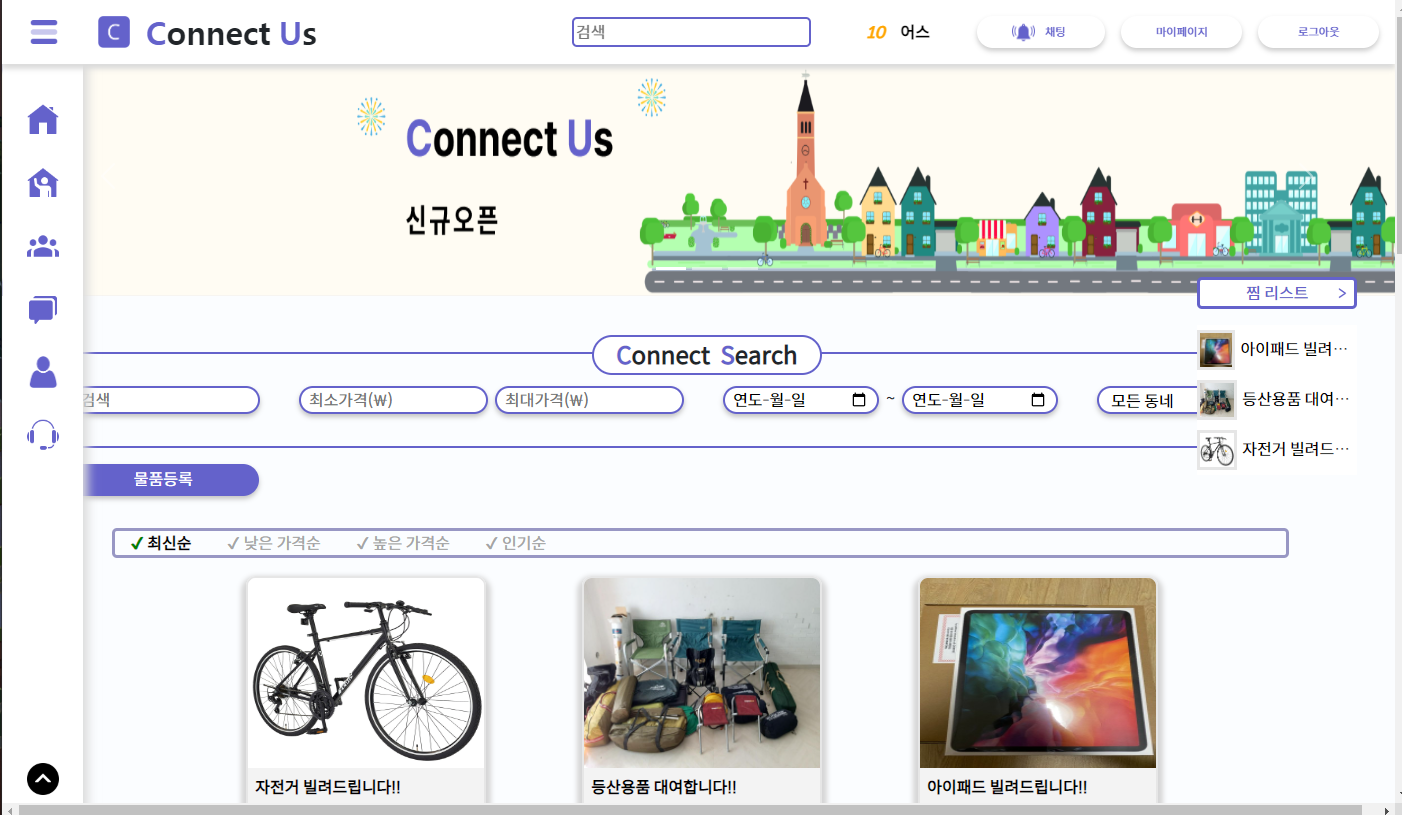 C Connect Us
검색
10 어스
채팅
마이페이지
로그아웃
Connect Us
신규오픈
찜 리스트 >
아이패드 빌려…
등산용품 대여…
자전거 빌려드…
Connect Search
검색
최소가격(₩)
최대가격(₩)
연도-월-일 ~ 연도-월-일
모든 동네
물품등록
✓최신순 ✓낮은 가격순 ✓높은 가격순 ✓인기순
자전거 빌려드립니다!!
등산용품 대여합니다!!
아이패드 빌려드립니다!!